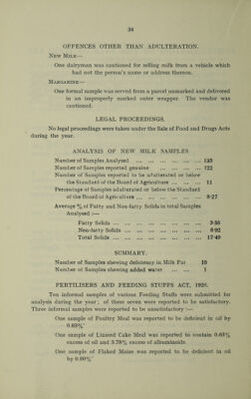 34
OFFENCES OTHER THAN ADULTERATION.
NEW MILK—
One dairyman was cautioned for selling milk from a vehicle which
had not the person's name or address thereon.
MARGARINE—
One formal sample was served from a parcel unmarked and delivered
in an improperly marked outer wrapper. The vendor was
cautioned.
LEGAL PROCEEDINGS.
No legal proceedings were taken under the Sale of Food and Drugs Acts
during the year.
ANALYSIS OF NEW MILK SAMPLES
Number of Samples Analysed ... ... ... ... ... ... 133
Number of Samples reported genuine ... ... ... ... 122
Number of Samples reported to be adulterated or below
the Standard of the Board of Agriculture ... ... ... 11
Percentage of Samples adulterated or below the Standard
of the Board of Agriculture ... ... ... ... ... 8·27
Average % of Fatty and Non-fatty Solids in total Samples
Analysed :—
Fatty Solids ... ... ... ... ... ...
Non-fatty Solids ... ... ... ... ... 8·92
Total Solids ... ... ... ... ... ...
SUMMARY.
Number of Samples shewing deficiency in Milk Fat 10
Number of Samples shewing added water ... ... 1
FERTILISERS AND FEEDING STUFFS ACT, 1926.
Ten informal samples of various Feeding Stuffs were submitted for
analysis during the year; of these seven were reported to be satisfactory.
Three informal samples were reported to be unsatisfactory :—
One sample of Poultry Meal was reported to be deficient in oil by
One sample of Linseed Cake Meal was reported to contain 0·63%
excess of oil and 3.78% excess of albuminoids.
One sample of Flaked Maize was reported to be deficient in oil
by